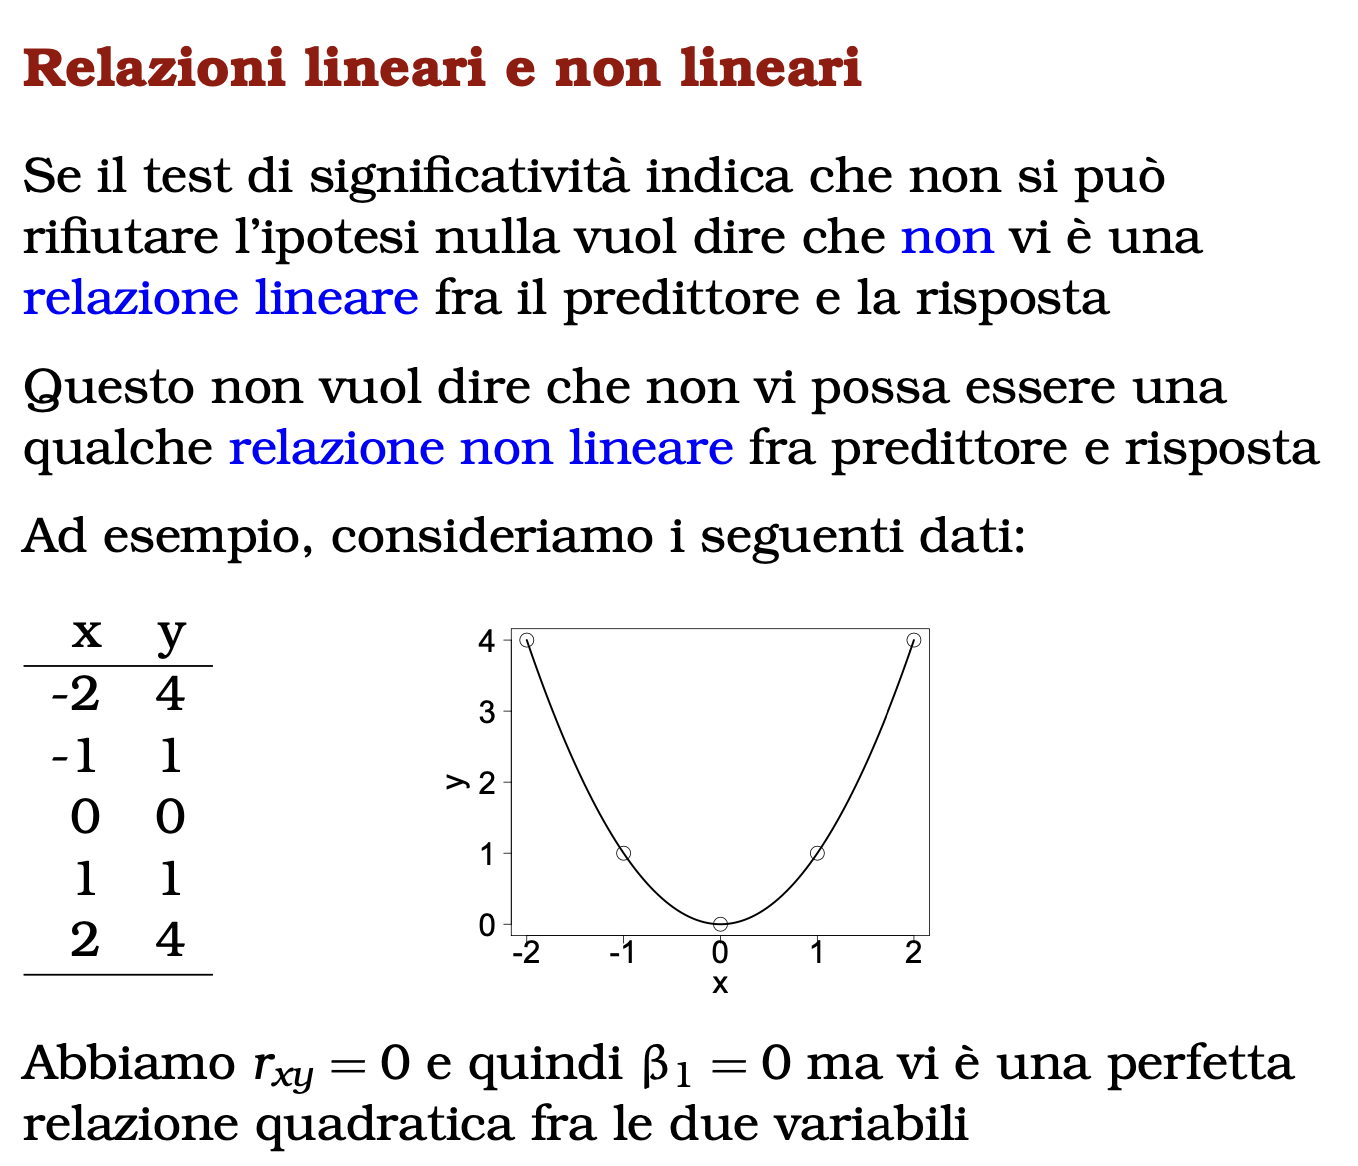 Relazioni lineari e non lineari
Se il test di significatività indica che non si può
rifiutare l’ipotesi nulla vuol dire che non vi è una
relazione lineare fra il predittore e la risposta
Questo non vuol dire che non vi possa essere una
qualche relazione non lineare fra predittore e risposta
Ad esempio, consideriamo i seguenti dati:
x y
-2 4
-1 1
0 0
1 1
2 4
4
3
2
1
0
y
-2 -1 0 1 2
x
Abbiamo rxy = 0 e quindi β1 = 0 ma vi è una perfetta
relazione quadratica fra le due variabili